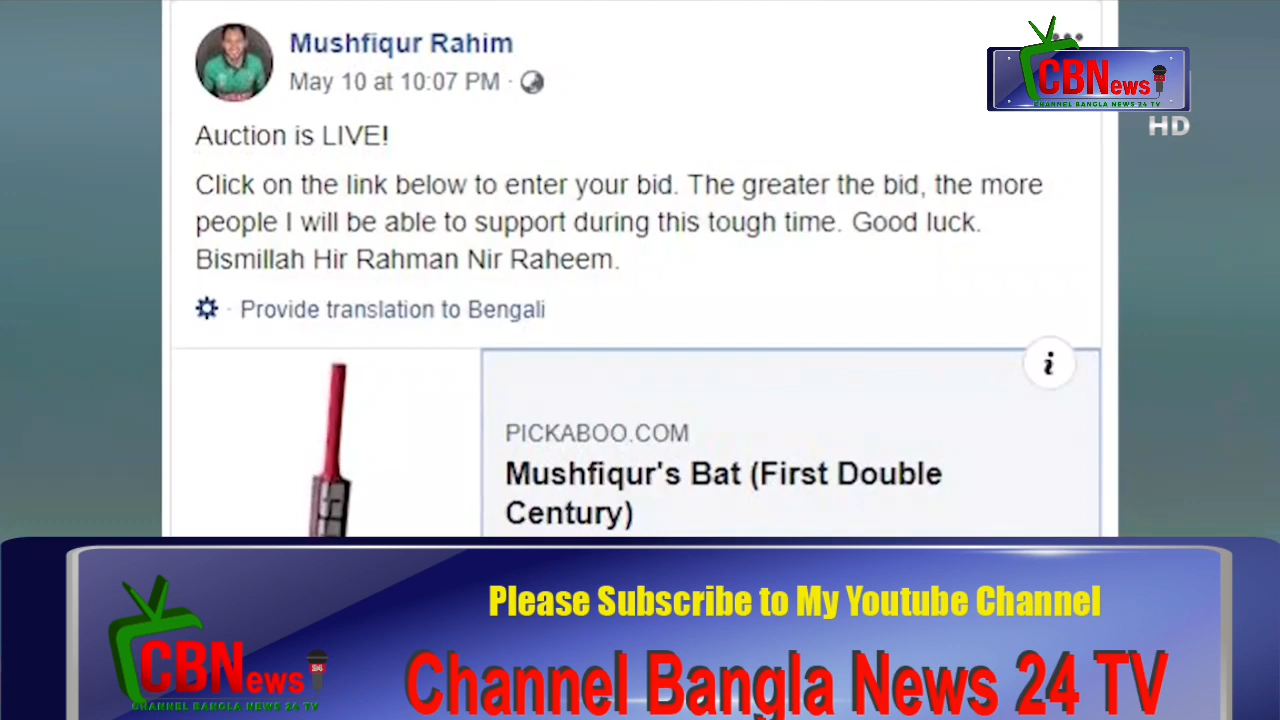 Mushfiqur Rahim
May 10 at 10:07 PM ·
CBNews 24
CHANNEL BANGLA NEWS 24 TV
HD
Auction is LIVE!
Click on the link below to enter your bid. The greater the bid, the more
people I will be able to support during this tough time. Good luck.
Bismillah Hir Rahman Nir Raheem.
· Provide translation to Bengali
i
PICKABOO.COM
Mushfiqur's Bat (First Double
Century)
Please Subscribe to My Youtube Channel
CBNews 24
CHANNEL BANGLA NEWS 24 TV
Channel Bangla News 24 TV